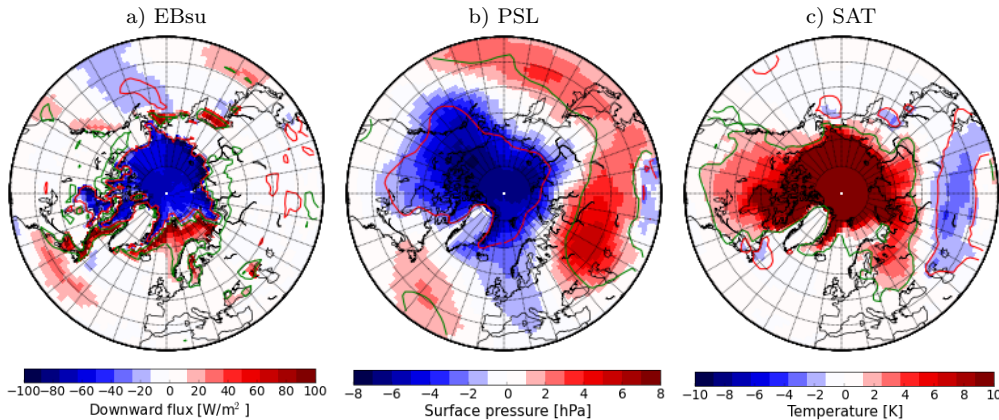 a) EBsu b) PSL c) SAT
−100−80 −60 −40 −20 0 20 40 60 80 100 −8 −6 −4 −2 0 2 4 6 8 −10 −8 −6 −4 −2 0 2 4 6 8 10
Downward flux [W/m² ] Surface pressure [hPa] Temperature [K]